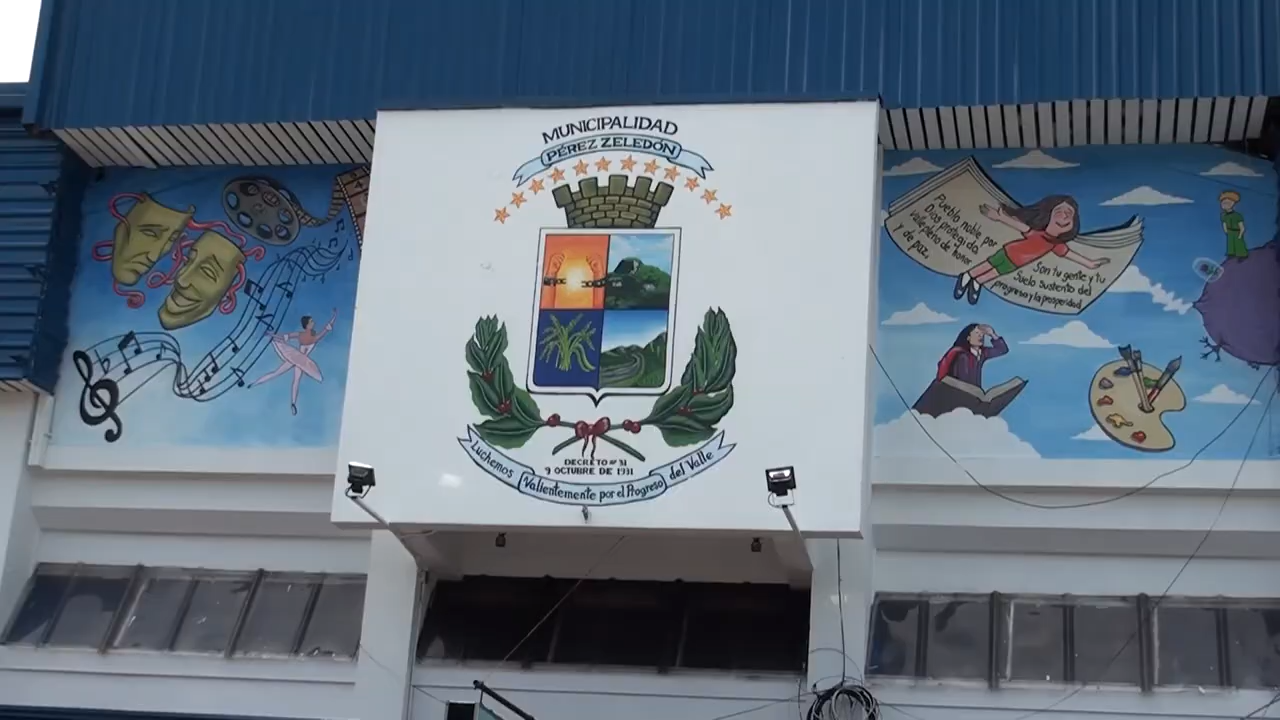 MUNICIPALIDAD
PÉREZ ZELEDÓN
DECRETO Nº 31
9 OCTUBRE DE 1931
Luchemos Valientemente por el Progreso del Valle
Pueblo noble por
Dios protegido
valle pleno de honor
y de paz,
Son tu gente y tu
Suelo sustento del
progreso y la prosperidad